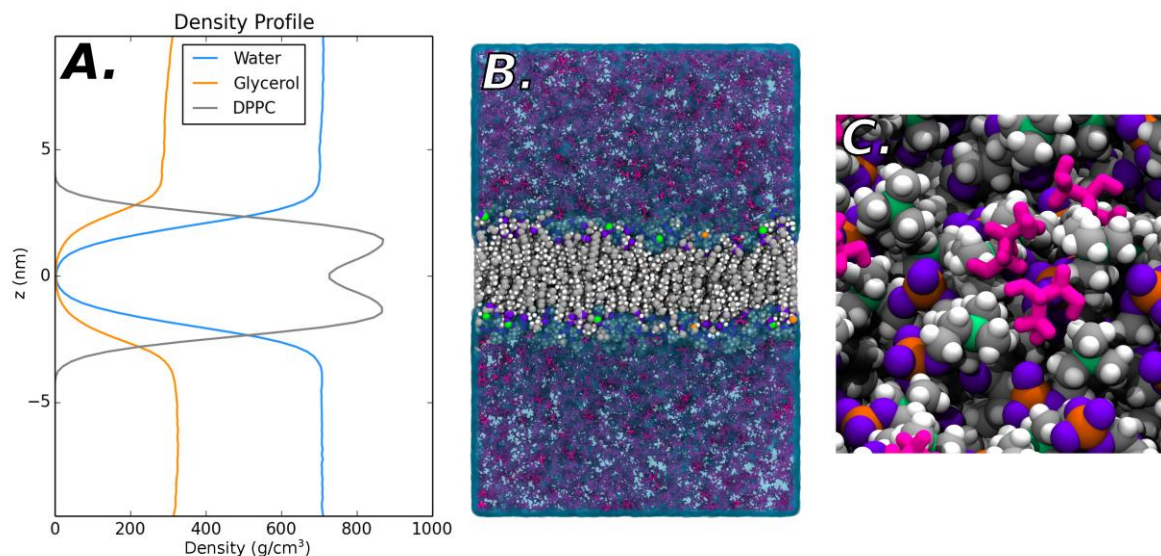 Density Profile
A.
Water
Glycerol
DPPC
z (nm)
5
0
−5
0 200 400 600 800 1000
Density (g/cm³)
B.
C.